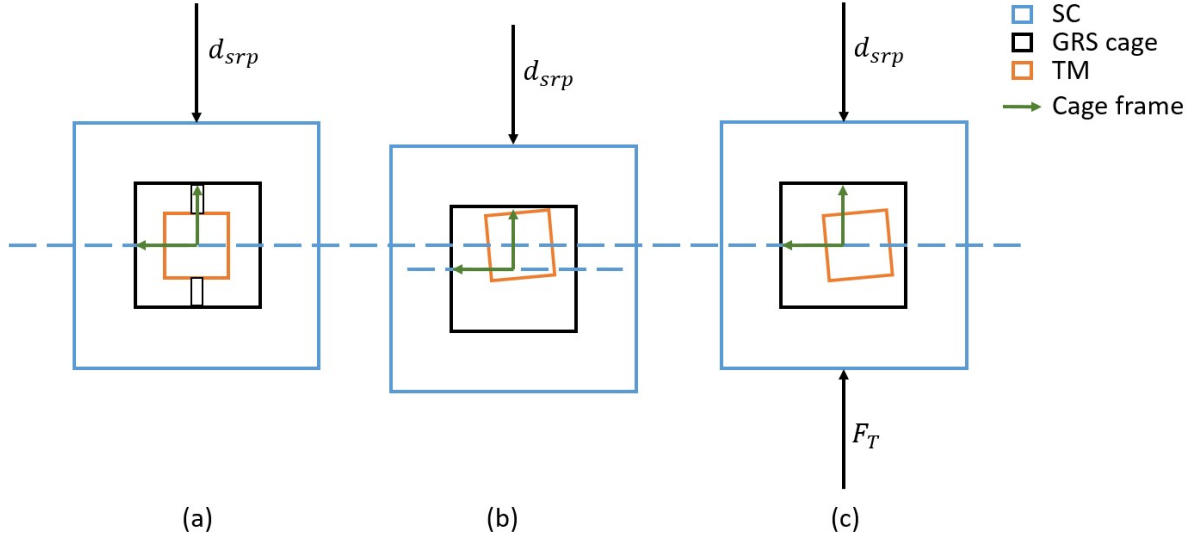 d_srp
d_srp
d_srp
SC
GRS cage
TM
Cage frame
F_T
(a)
(b)
(c)